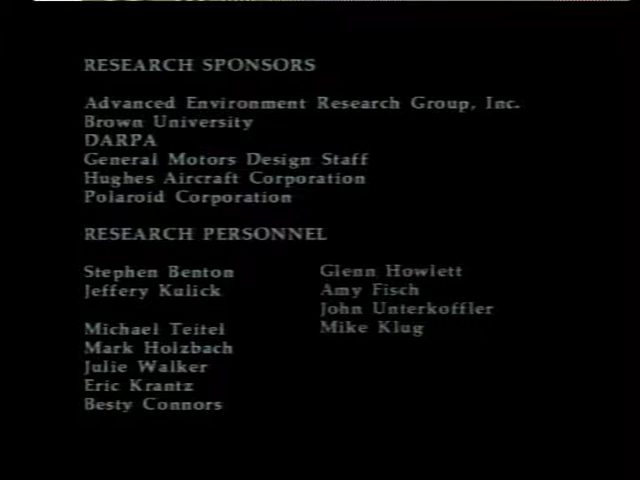 RESEARCH SPONSORS
Advanced Environment Research Group, Inc.
Brown University
DARPA
General Motors Design Staff
Hughes Aircraft Corporation
Polaroid Corporation
RESEARCH PERSONNEL
Stephen Benton
Jeffery Kulick
Michael Teitel
Mark Holzbach
Julie Walker
Eric Krantz
Besty Connors
Glenn Howlett
Amy Fisch
John Unterkoffler
Mike Klug